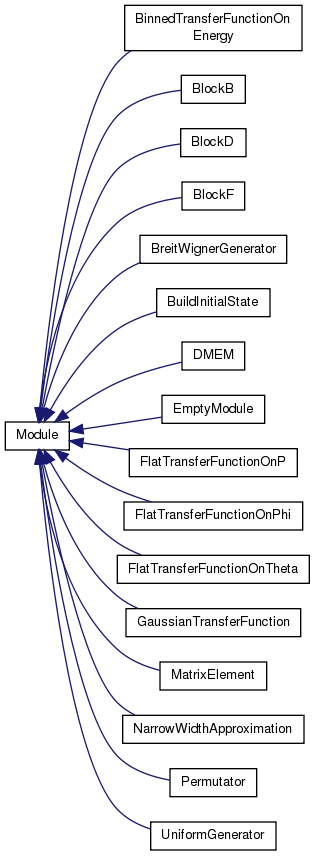 BinnedTransferFunctionOn
Energy
BlockB
BlockD
BlockF
BreitWignerGenerator
BuildInitialState
DMEM
EmptyModule
Module
FlatTransferFunctionOnP
FlatTransferFunctionOnPhi
FlatTransferFunctionOnTheta
GaussianTransferFunction
MatrixElement
NarrowWidthApproximation
Permutator
UniformGenerator